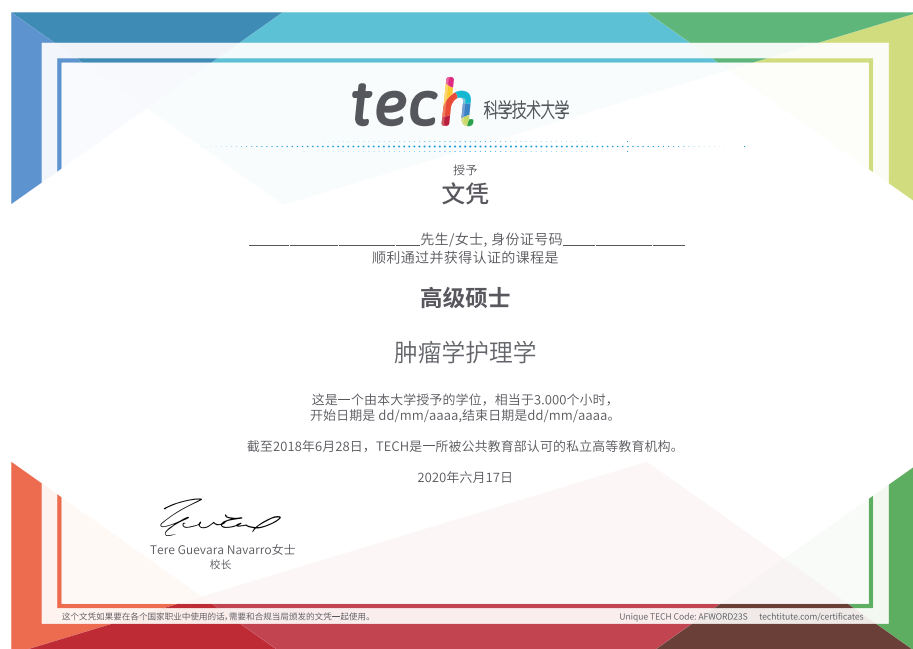 tech 科学技术大学
授予
文凭
先生/女士, 身份证号码
顺利通过并获得认证的课程是
高级硕士
肿瘤学护理学
这是一个由本大学授予的学位，相当于3.000个小时，
开始日期是 dd/mm/aaaa,结束日期是dd/mm/aaaa。
截至2018年6月28日，TECH是一所被公共教育部认可的私立高等教育机构。
2020年六月17日
Tere Guevara Navarro女士
校长
这个文凭如果要在各个国家职业中使用的话,需要和合规当局颁发的文凭一起使用。
Unique TECH Code: AFWORD23S techtitute.com/certificates